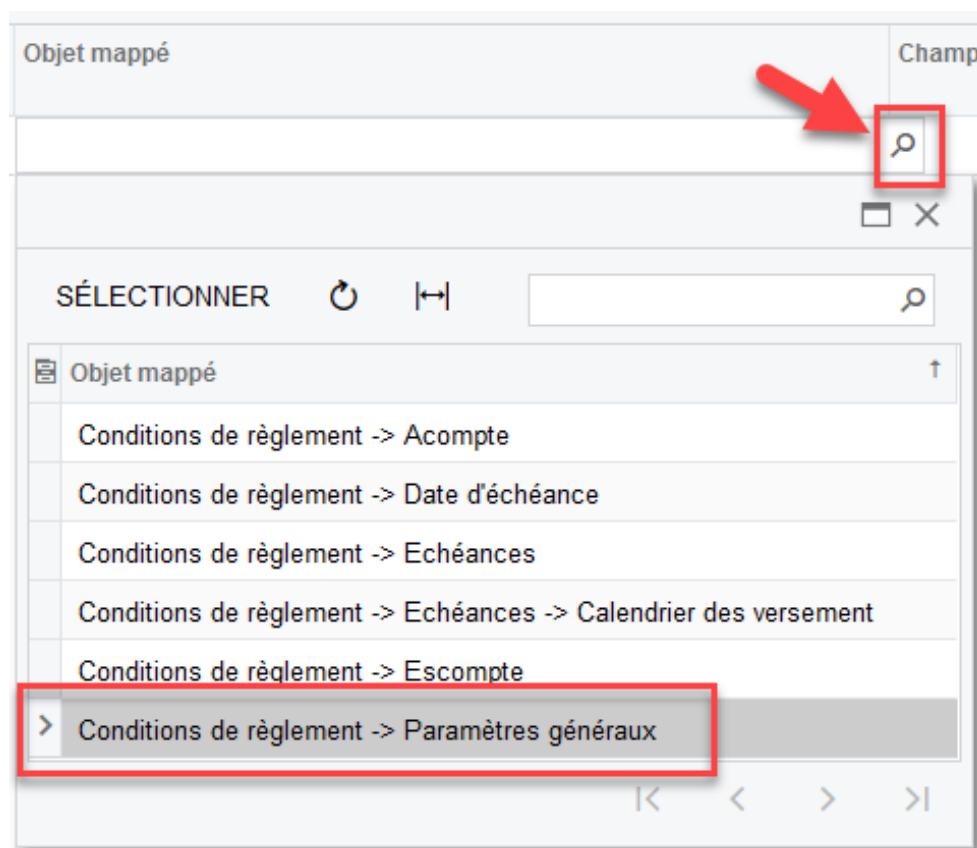 Objet mappé
Champ
SÉLECTIONNER
Objet mappé
Conditions de règlement -> Acompte
Conditions de règlement -> Date d'échéance
Conditions de règlement -> Echéances
Conditions de règlement -> Echéances -> Calendrier des versement
Conditions de règlement -> Escompte
Conditions de règlement -> Paramètres généraux